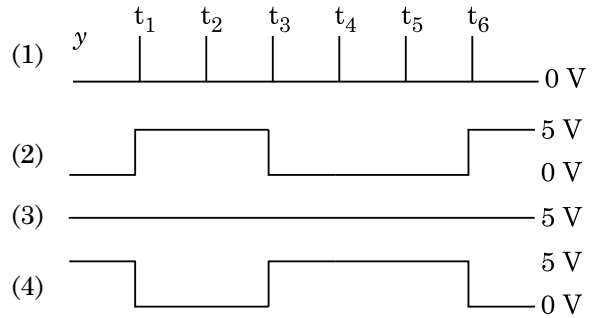 t1 t2 t3 t4 t5 t6
y
(1) 0 V
5 V
(2) 0 V
(3) 5 V
5 V
(4) 0 V